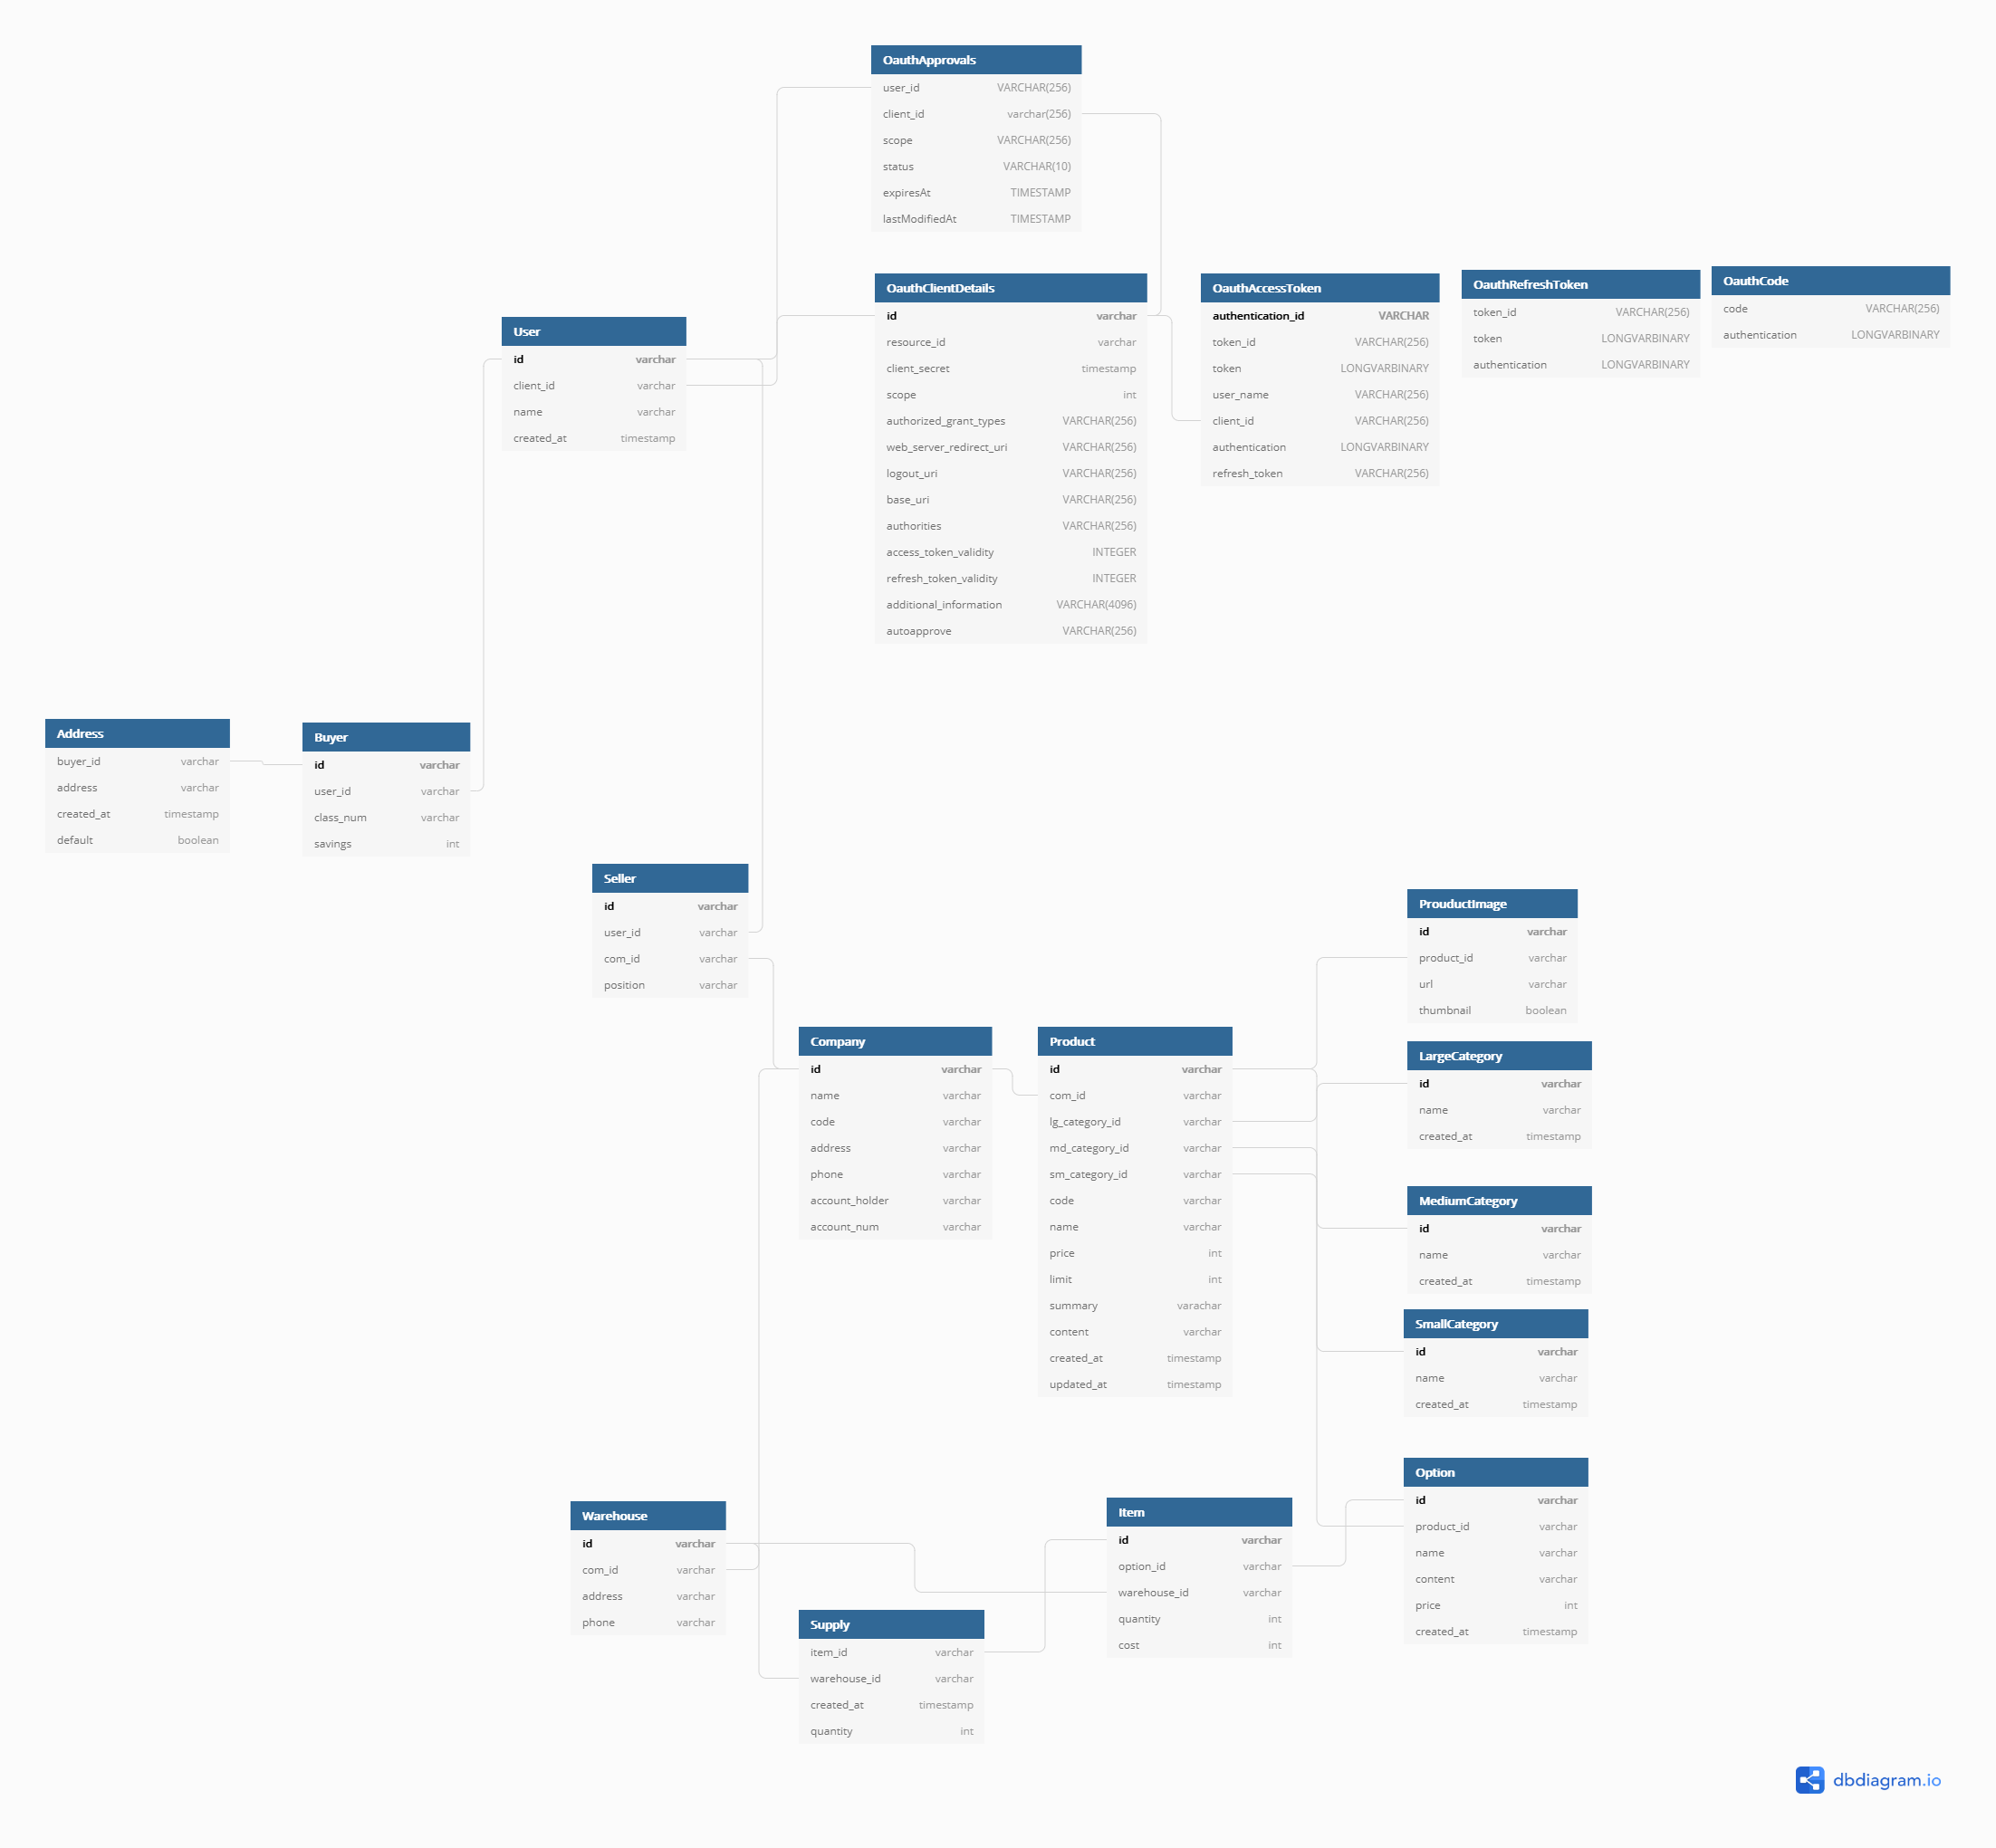 OauthApprovals
user_id VARCHAR(256)
client_id varchar(256)
scope VARCHAR(256)
status VARCHAR(10)
expiresAt TIMESTAMP
lastModifiedAt TIMESTAMP
OauthClientDetails
id varchar
resource_id varchar
client_secret timestamp
scope int
authorized_grant_types VARCHAR(256)
web_server_redirect_uri VARCHAR(256)
logout_uri VARCHAR(256)
base_uri VARCHAR(256)
authorities VARCHAR(256)
access_token_validity INTEGER
refresh_token_validity INTEGER
additional_information VARCHAR(4096)
autoapprove VARCHAR(256)
OauthAccessToken
authentication_id VARCHAR
token_id VARCHAR(256)
token LONGVARBINARY
user_name VARCHAR(256)
client_id VARCHAR(256)
authentication LONGVARBINARY
refresh_token VARCHAR(256)
OauthRefreshToken
token_id VARCHAR(256)
token LONGVARBINARY
authentication LONGVARBINARY
OauthCode
code VARCHAR(256)
authentication LONGVARBINARY
User
id varchar
client_id varchar
name varchar
created_at timestamp
Address
buyer_id varchar
address varchar
created_at timestamp
default boolean
Buyer
id varchar
user_id varchar
class_num varchar
savings int
Seller
id varchar
user_id varchar
com_id varchar
position varchar
Company
id varchar
name varchar
code varchar
address varchar
phone varchar
account_holder varchar
account_num varchar
Product
id varchar
com_id varchar
lg_category_id varchar
md_category_id varchar
sm_category_id varchar
code varchar
name varchar
price int
limit int
summary varachar
content varchar
created_at timestamp
updated_at timestamp
ProuductImage
id varchar
product_id varchar
url varchar
thumbnail boolean
LargeCategory
id varchar
name varchar
created_at timestamp
MediumCategory
id varchar
name varchar
created_at timestamp
SmallCategory
id varchar
name varchar
created_at timestamp
Option
id varchar
product_id varchar
name varchar
content varchar
price int
created_at timestamp
Warehouse
id varchar
com_id varchar
address varchar
phone varchar
Supply
item_id varchar
warehouse_id varchar
created_at timestamp
quantity int
Item
id varchar
option_id varchar
warehouse_id varchar
quantity int
cost int
dbdiagram.io